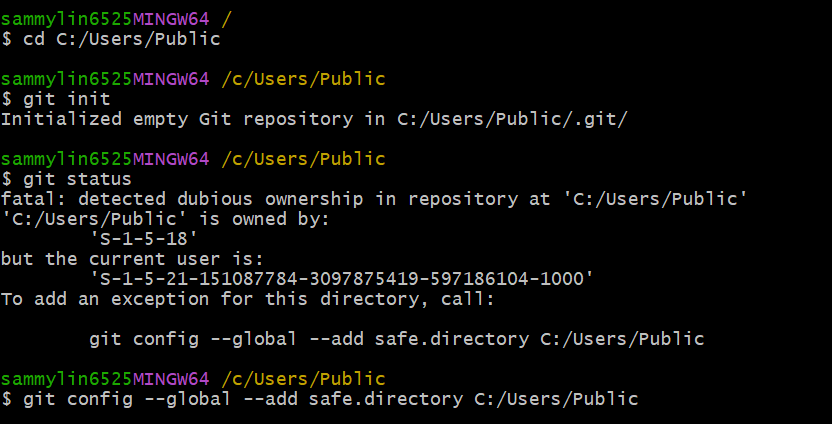 sammylin6525MINGW64 /
$ cd C:/Users/Public
sammylin6525MINGW64 /c/Users/Public
$ git init
Initialized empty Git repository in C:/Users/Public/.git/
sammylin6525MINGW64 /c/Users/Public
$ git status
fatal: detected dubious ownership in repository at 'C:/Users/Public'
'C:/Users/Public' is owned by:
'S-1-5-18'
but the current user is:
'S-1-5-21-151087784-3097875419-597186104-1000'
To add an exception for this directory, call:
git config --global --add safe.directory C:/Users/Public
sammylin6525MINGW64 /c/Users/Public
$ git config --global --add safe.directory C:/Users/Public